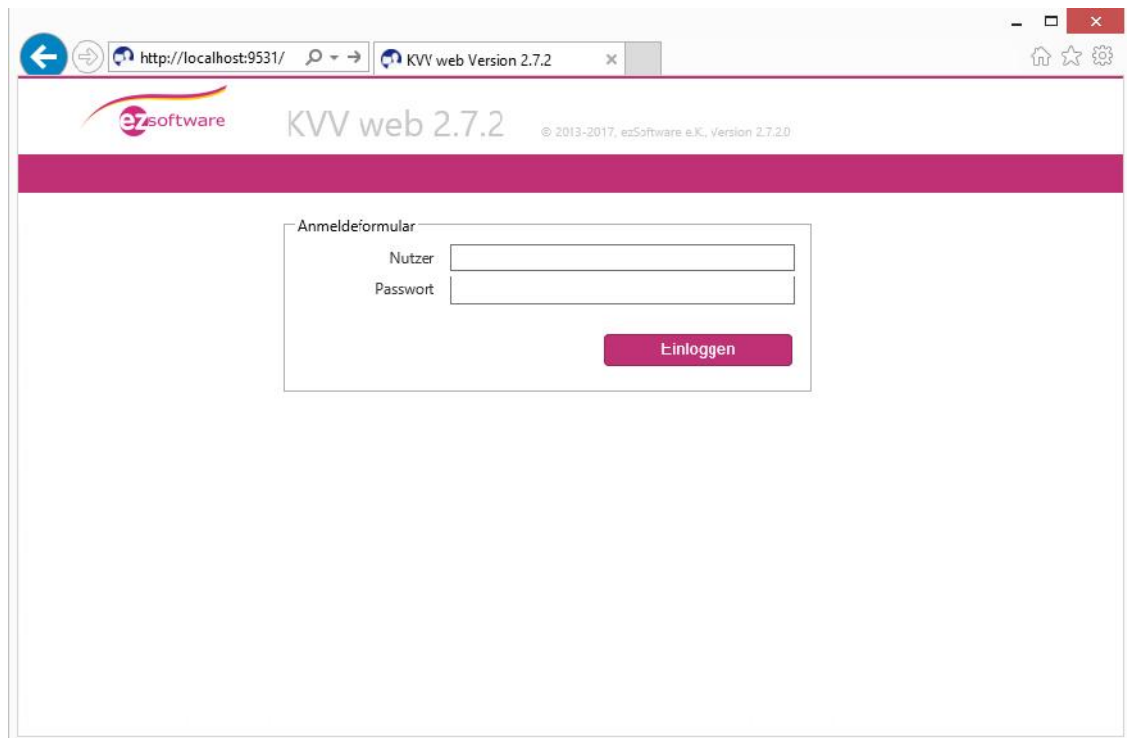 http://localhost:9531/
KVV web Version 2.7.2
ezsoftware
KVV web 2.7.2
© 2013-2017, ezSoftware e.K., Version 2.7.2.0
Anmeldeformular
Nutzer
Passwort
Einloggen